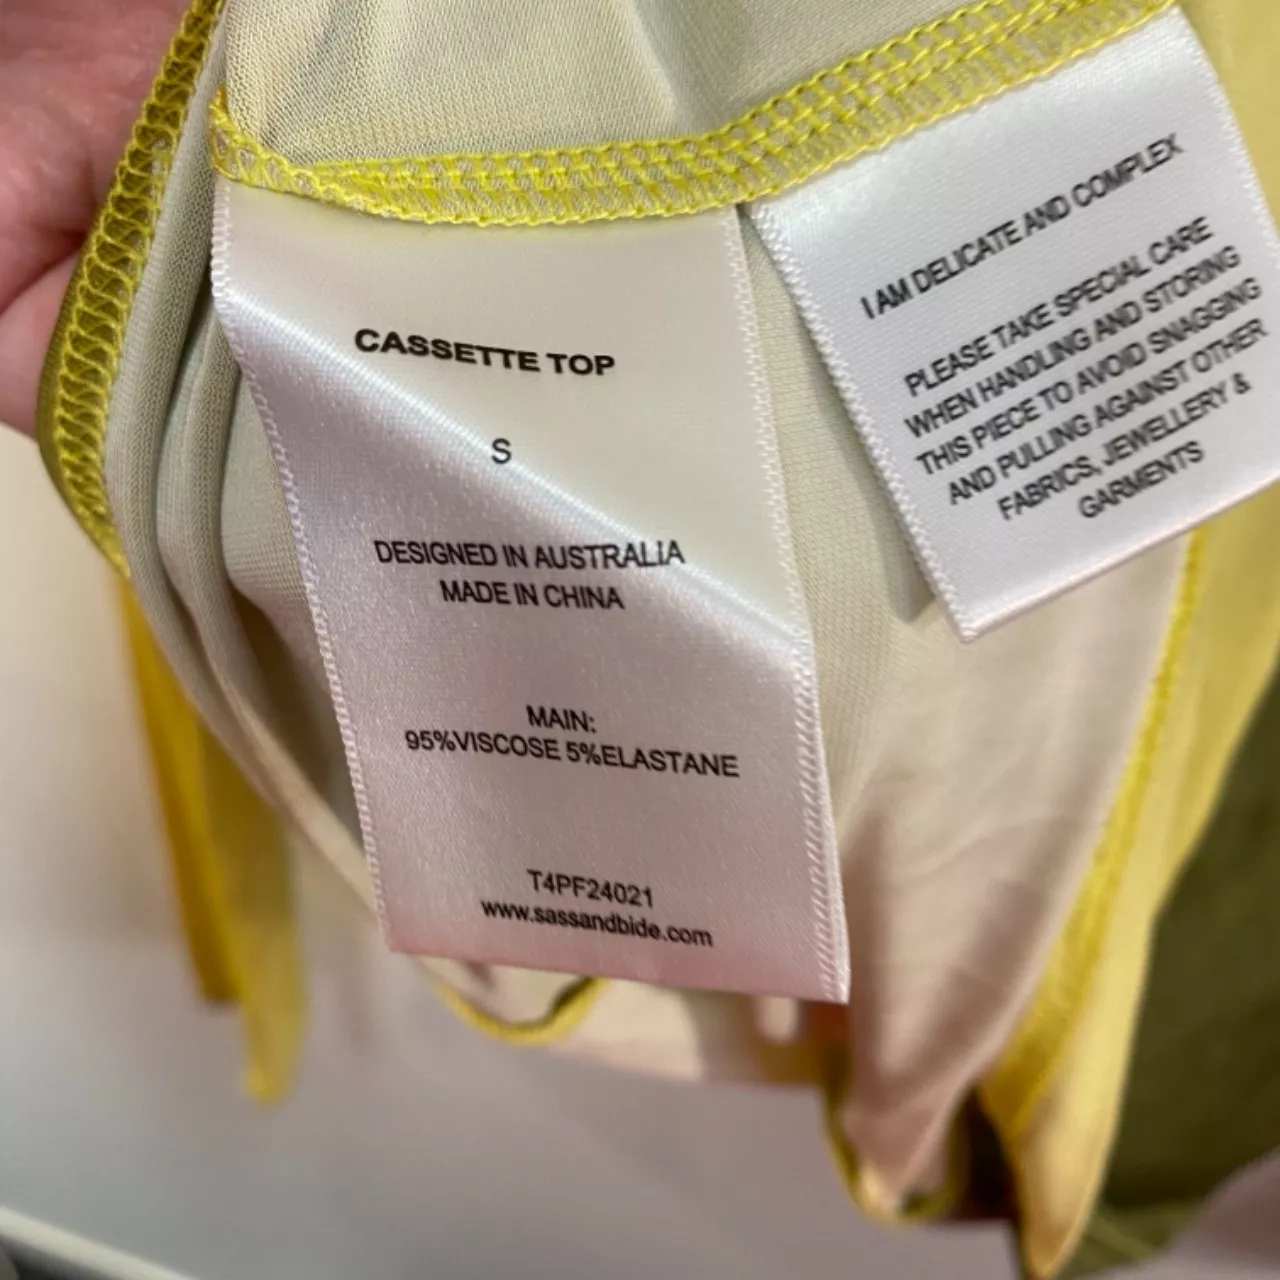 CASSETTE TOP
S
DESIGNED IN AUSTRALIA
MADE IN CHINA
MAIN:
95%VISCOSE 5%ELASTANE
T4PF24021
www.sassandbide.com
I AM DELICATE AND COMPLEX
PLEASE TAKE SPECIAL CARE
WHEN HANDLING AND STORING
THIS PIECE TO AVOID SNAGGING
AND PULLING AGAINST OTHER
FABRICS, JEWELLERY &
GARMENTS